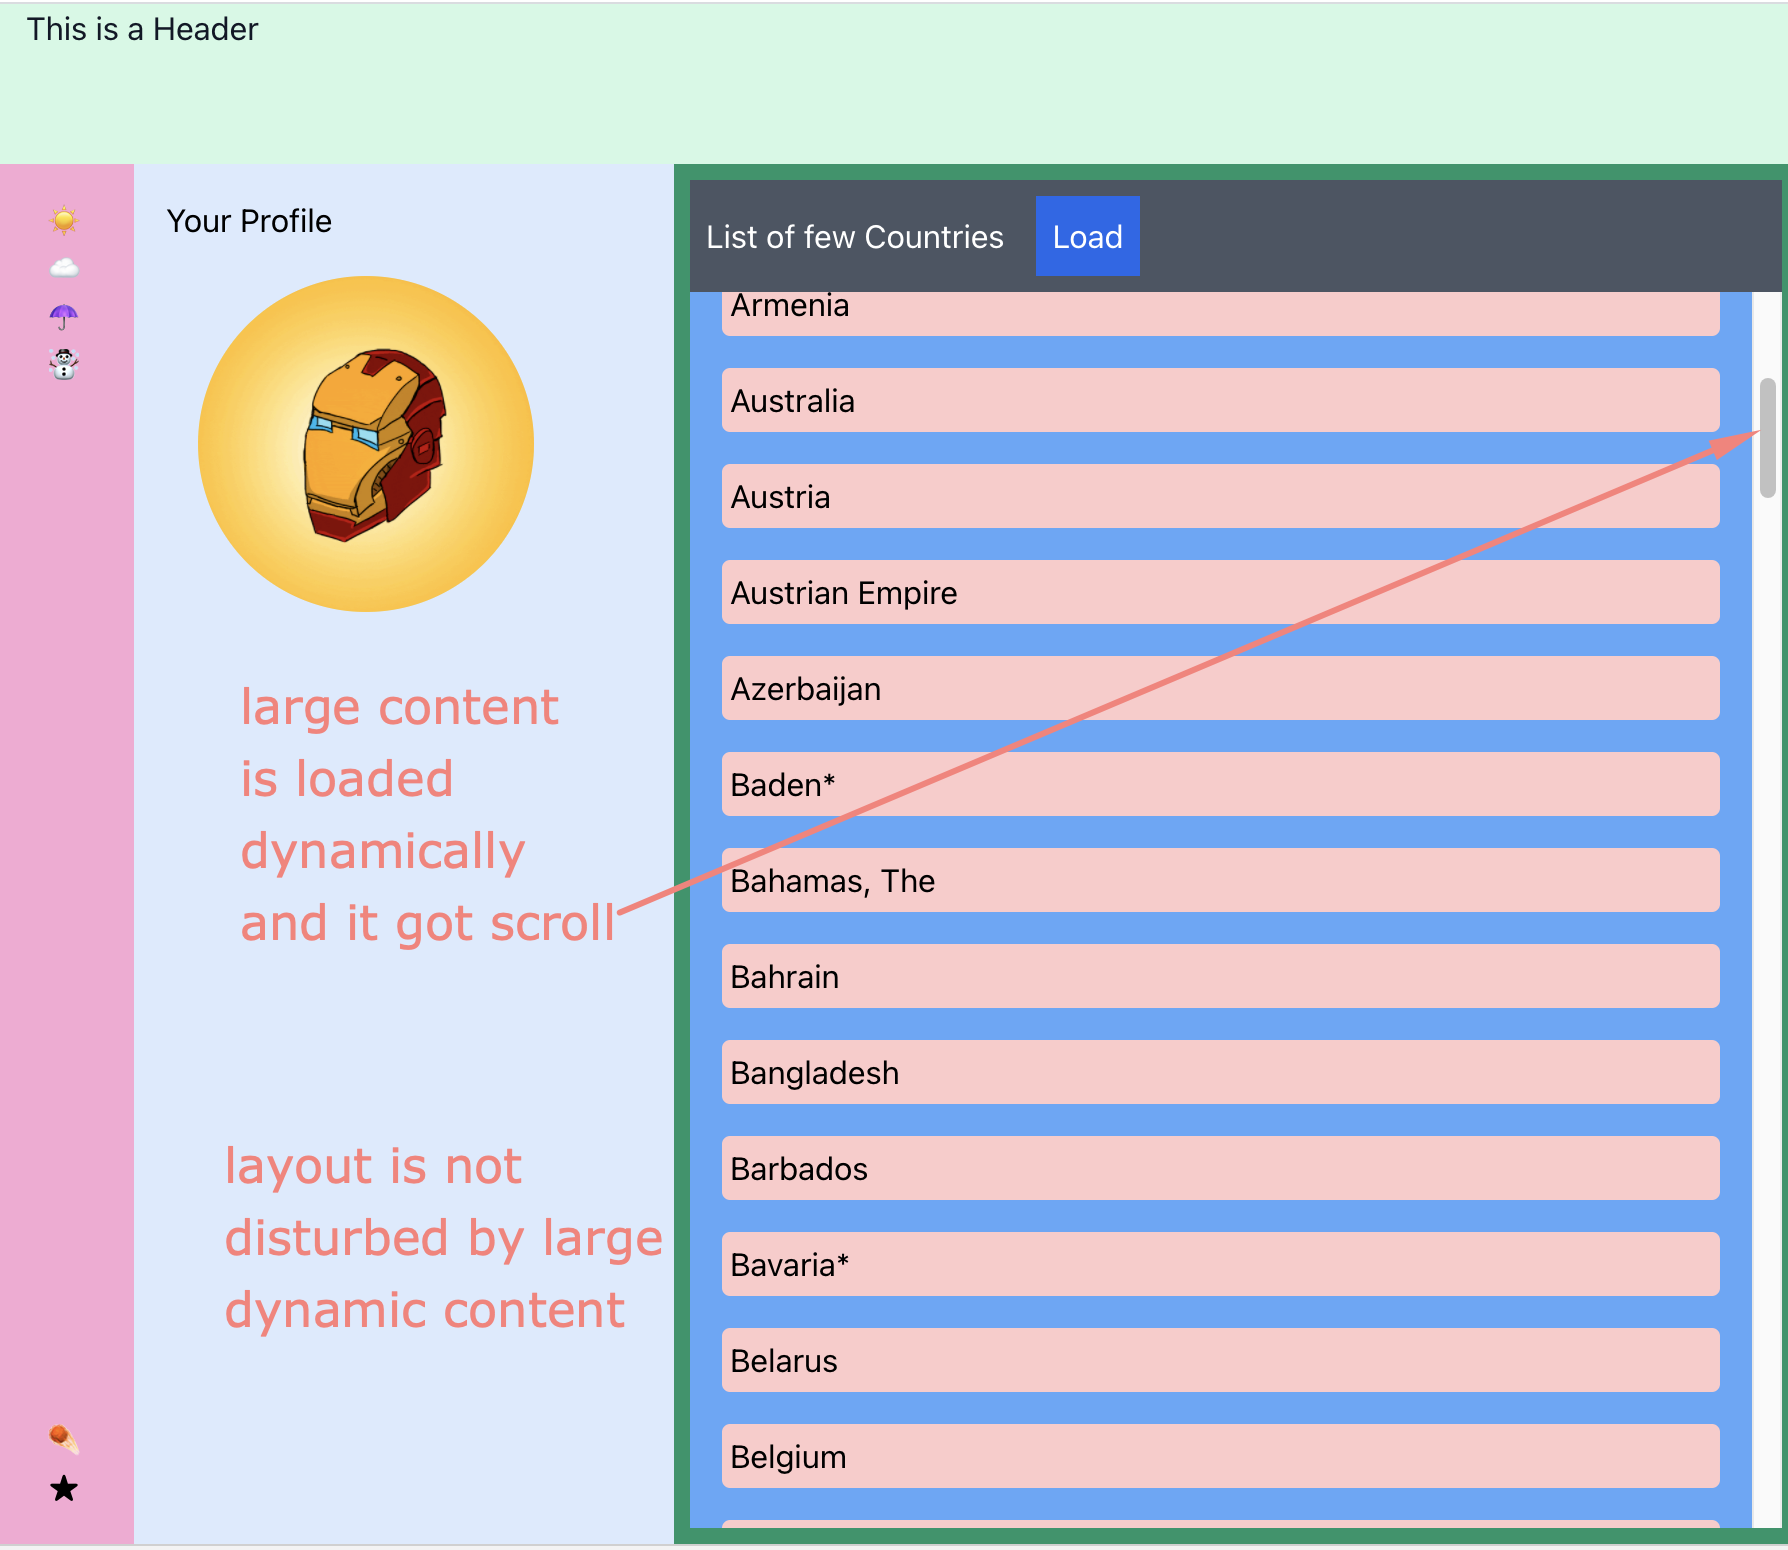 This is a Header
Your Profile
large content
is loaded
dynamically
and it got scroll
layout is not
disturbed by large
dynamic content
List of few Countries
Load
Armenia
Australia
Austria
Austrian Empire
Azerbaijan
Baden*
Bahamas, The
Bahrain
Bangladesh
Barbados
Bavaria*
Belarus
Belgium